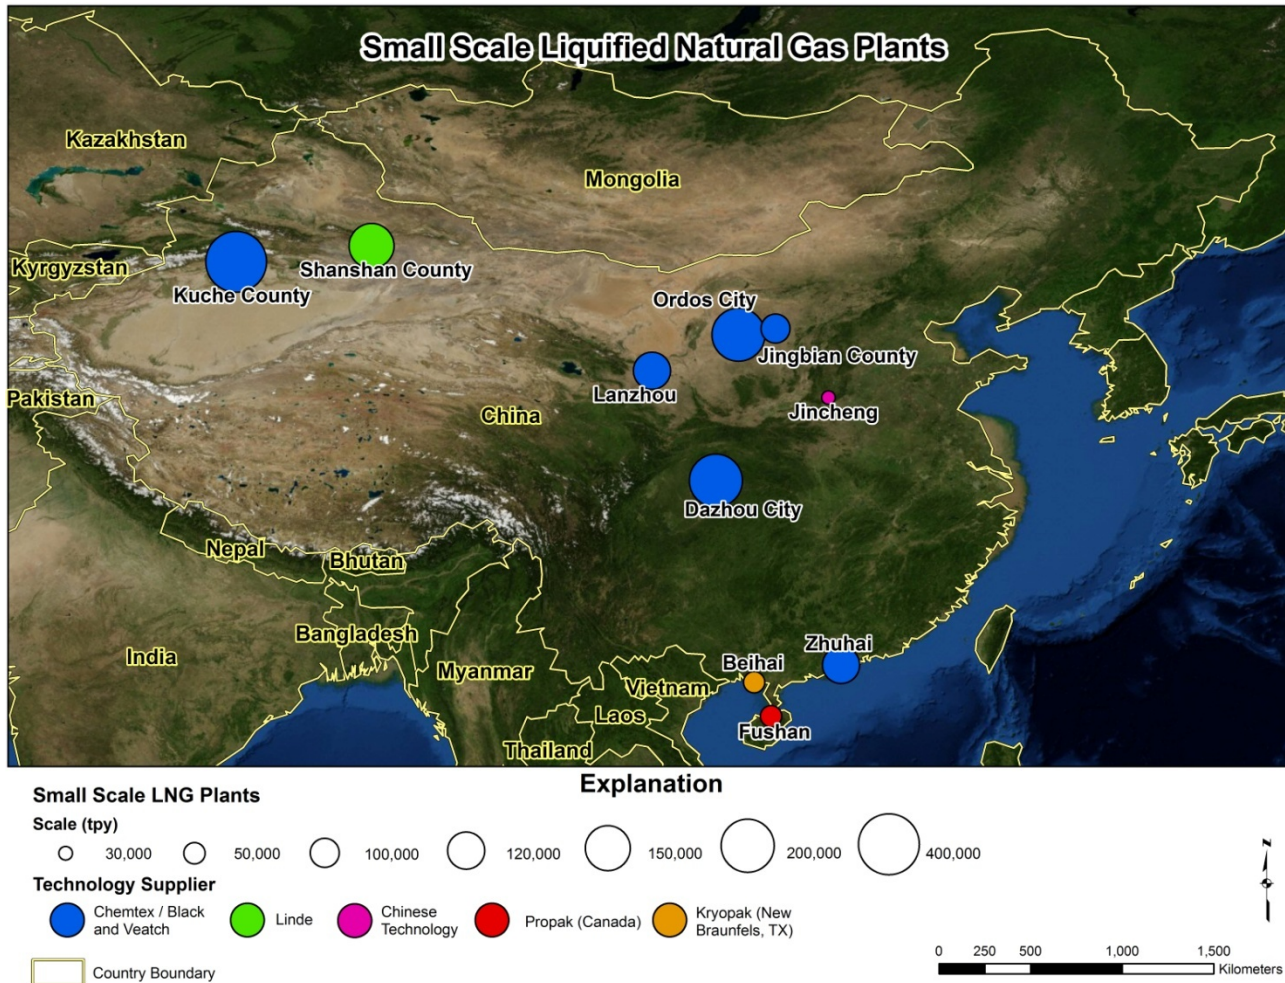 Small Scale Liquified Natural Gas Plants
Kazakhstan
Mongolia
Kyrgyzstan
Shanshan County
Kuche County
Ordos City
Jingbian County
Pakistan
Lanzhou
China
Jincheng
Dazhou City
Nepal
Bhutan
Bangladesh
India
Myanmar
Zhuhai
Beihai
Vietnam
Laos
Fushan
Thailand
Explanation
Small Scale LNG Plants
Scale (tpy)
30,000 50,000 100,000 120,000 150,000 200,000 400,000
Technology Supplier
Chemtex / Black
and Veatch
Linde
Chinese
Technology
Propak (Canada)
Kryopak (New
Braunfels, TX)
Country Boundary
N
0 250 500 1,000 1,500
Kilometers